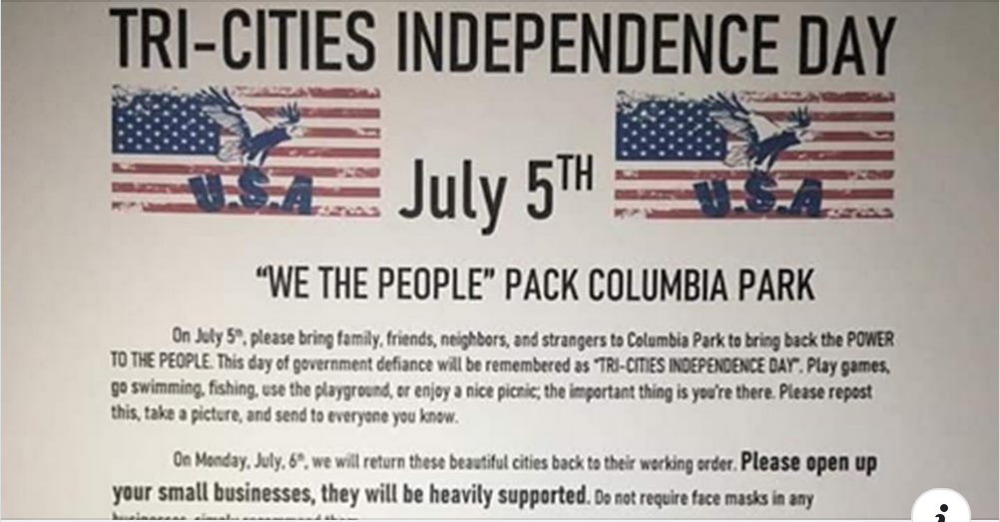 TRI-CITIES INDEPENDENCE DAY
U.S.A
July 5TH
U.S.A
"WE THE PEOPLE" PACK COLUMBIA PARK
On July 5th, please bring family, friends, neighbors, and strangers to Columbia Park to bring back the POWER
TO THE PEOPLE. This day of government defiance will be remembered as "TRI-CITIES INDEPENDENCE DAY". Play games,
go swimming, fishing, use the playground, or enjoy a nice picnic; the important thing is you're there. Please repost
this, take a picture, and send to everyone you know.
On Monday, July, 6th, we will return these beautiful cities back to their working order. Please open up
your small businesses, they will be heavily supported. Do not require face masks in any